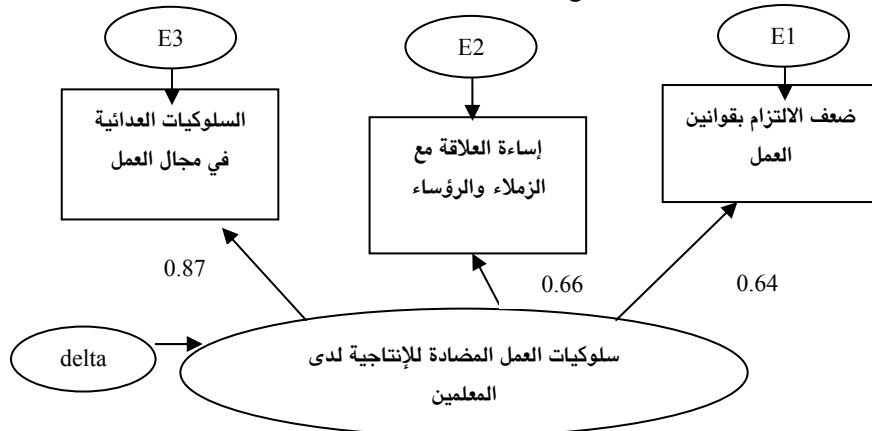 E3
E2
E1
السلوكيات العدائية
في مجال العمل
إساءة العلاقة مع
الزملاء والرؤساء
ضعف الالتزام بقوانين
العمل
0.87
0.66
0.64
delta
سلوكيات العمل المضادة للإنتاجية لدى
المعلمين